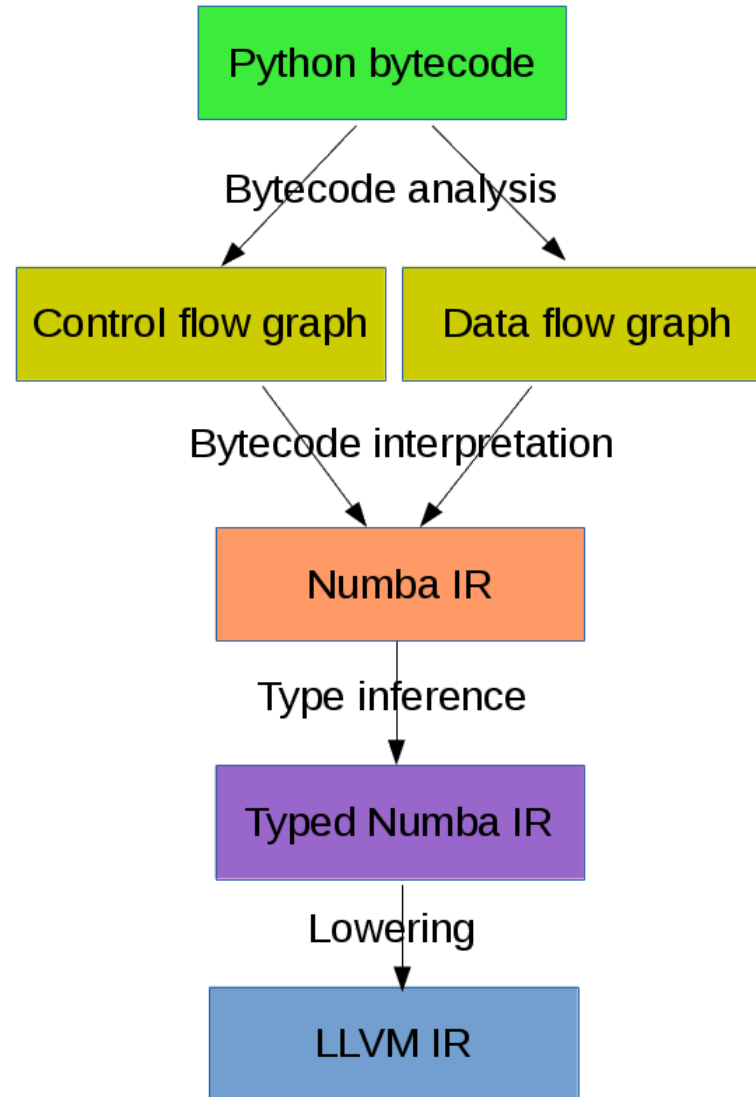 Python bytecode
Bytecode analysis
Control flow graph
Data flow graph
Bytecode interpretation
Numba IR
Type inference
Typed Numba IR
Lowering
LLVM IR